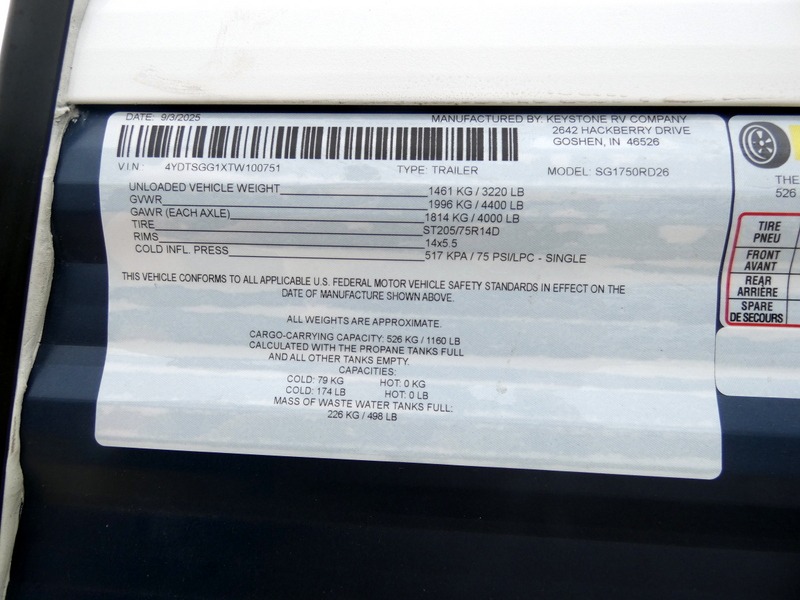 DATE: 9/3/2025
MANUFACTURED BY: KEYSTONE RV COMPANY
2642 HACKBERRY DRIVE
GOSHEN, IN 46526
V.I.N.: 4YDTSGG1XTW100751 TYPE: TRAILER MODEL: SG1750RD26
UNLOADED VEHICLE WEIGHT 1461 KG / 3220 LB
GVWR 1996 KG / 4400 LB
GAWR (EACH AXLE) 1814 KG / 4000 LB
TIRE ST205/75R14D
RIMS 14x5.5
COLD INFL. PRESS 517 KPA / 75 PSI/LPC - SINGLE
THIS VEHICLE CONFORMS TO ALL APPLICABLE U.S. FEDERAL MOTOR VEHICLE SAFETY STANDARDS IN EFFECT ON THE
DATE OF MANUFACTURE SHOWN ABOVE.
ALL WEIGHTS ARE APPROXIMATE.
CARGO-CARRYING CAPACITY: 526 KG / 1160 LB
CALCULATED WITH THE PROPANE TANKS FULL
AND ALL OTHER TANKS EMPTY.
CAPACITIES:
COLD: 79 KG HOT: 0 KG
COLD: 174 LB HOT: 0 LB
MASS OF WASTE WATER TANKS FULL:
226 KG / 498 LB
THE
526
TIRE
PNEU
FRONT
AVANT
REAR
ARRIÈRE
SPARE
DE SECOURS